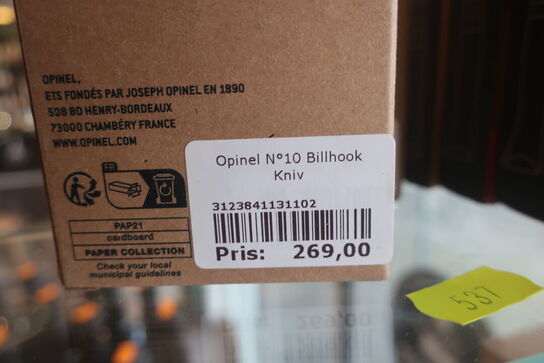 OPINEL,
ETS FONDÉS PAR JOSEPH OPINEL EN 1890
508 BD HENRY-BORDEAUX
73000 CHAMBÉRY FRANCE
WWW.OPINEL.COM
FR
PAP21
cardboard
PAPER COLLECTION
Check your local
municipal guidelines
Opinel N°10 Billhook
Kniv
3123841131102
Pris: 269,00
537